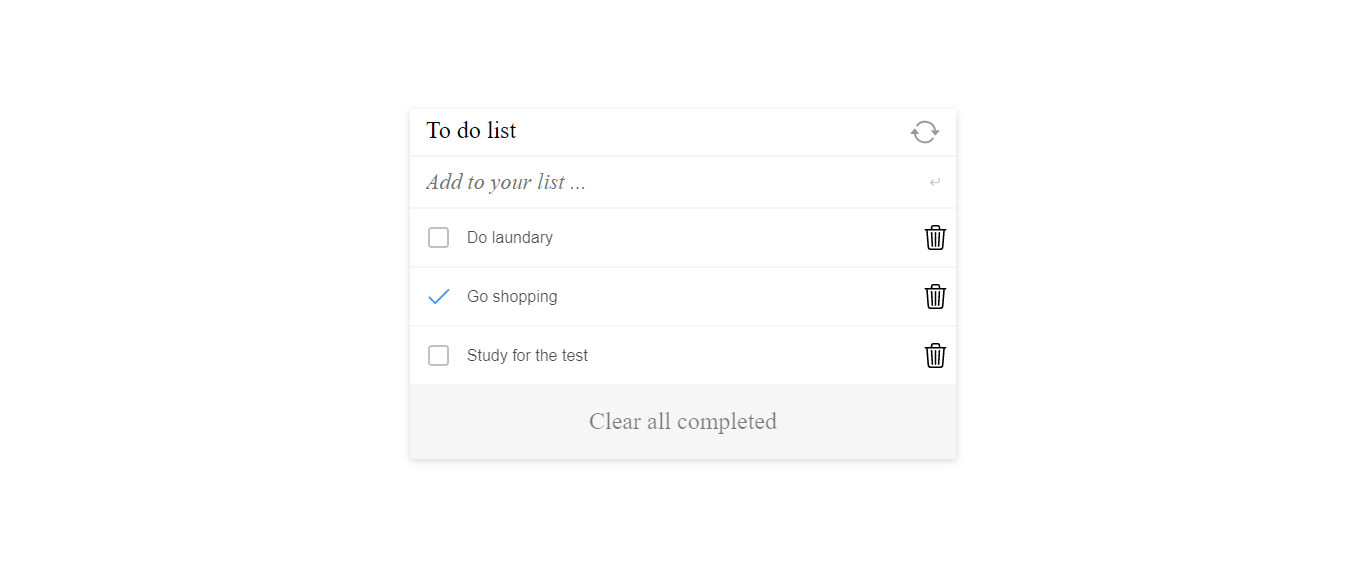 To do list
Add to your list ...
Do laundary
Go shopping
Study for the test
Clear all completed